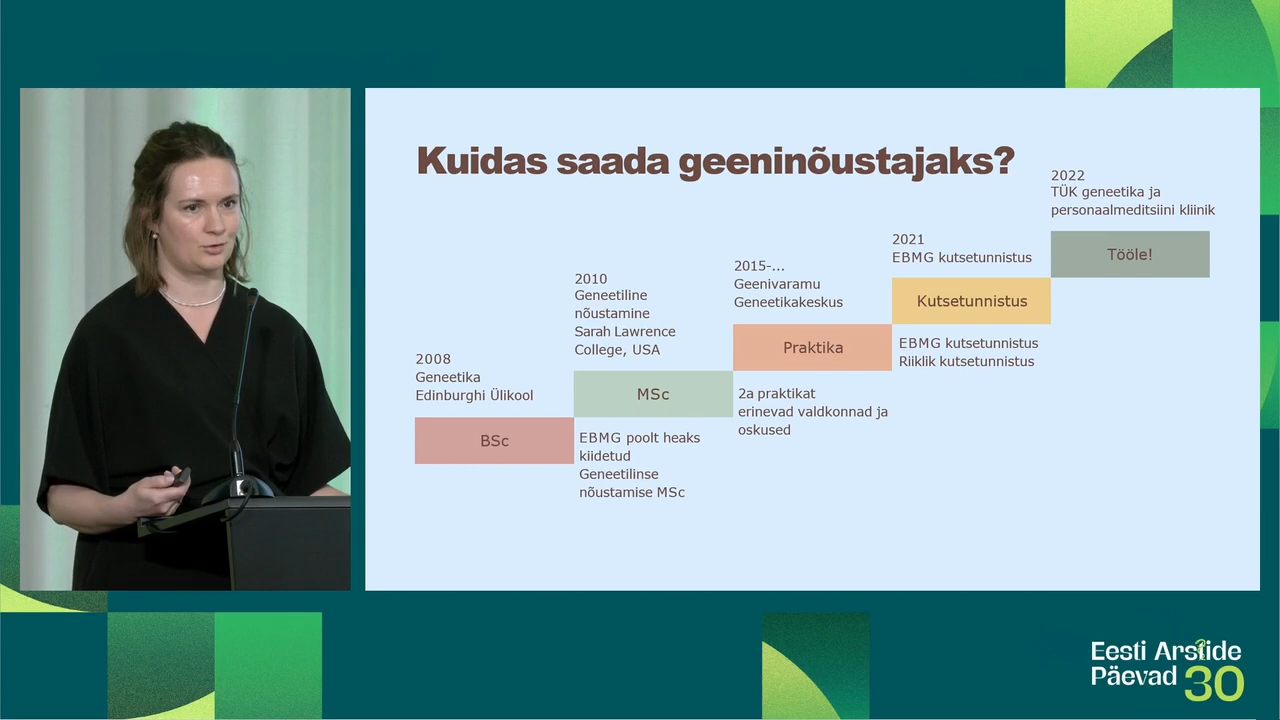 Kuidas saada geeninõustajaks?
2008
Geneetika
Edinburghi Ülikool
BSc
2010
Geneetiline
nõustamine
Sarah Lawrence
College, USA
MSc
EBMG poolt heaks
kiidetud
Geneetilinse
nõustamise MSc
2015-...
Geenivaramu
Geneetikakeskus
Praktika
2a praktikat
erinevad valdkonnad ja
oskused
2021
EBMG kutsetunnistus
Kutsetunnistus
EBMG kutsetunnistus
Riiklik kutsetunnistus
2022
TÜK geneetika ja
personaalmeditsiini kliinik
Tööle!
Eesti Arstide
Päevad 30